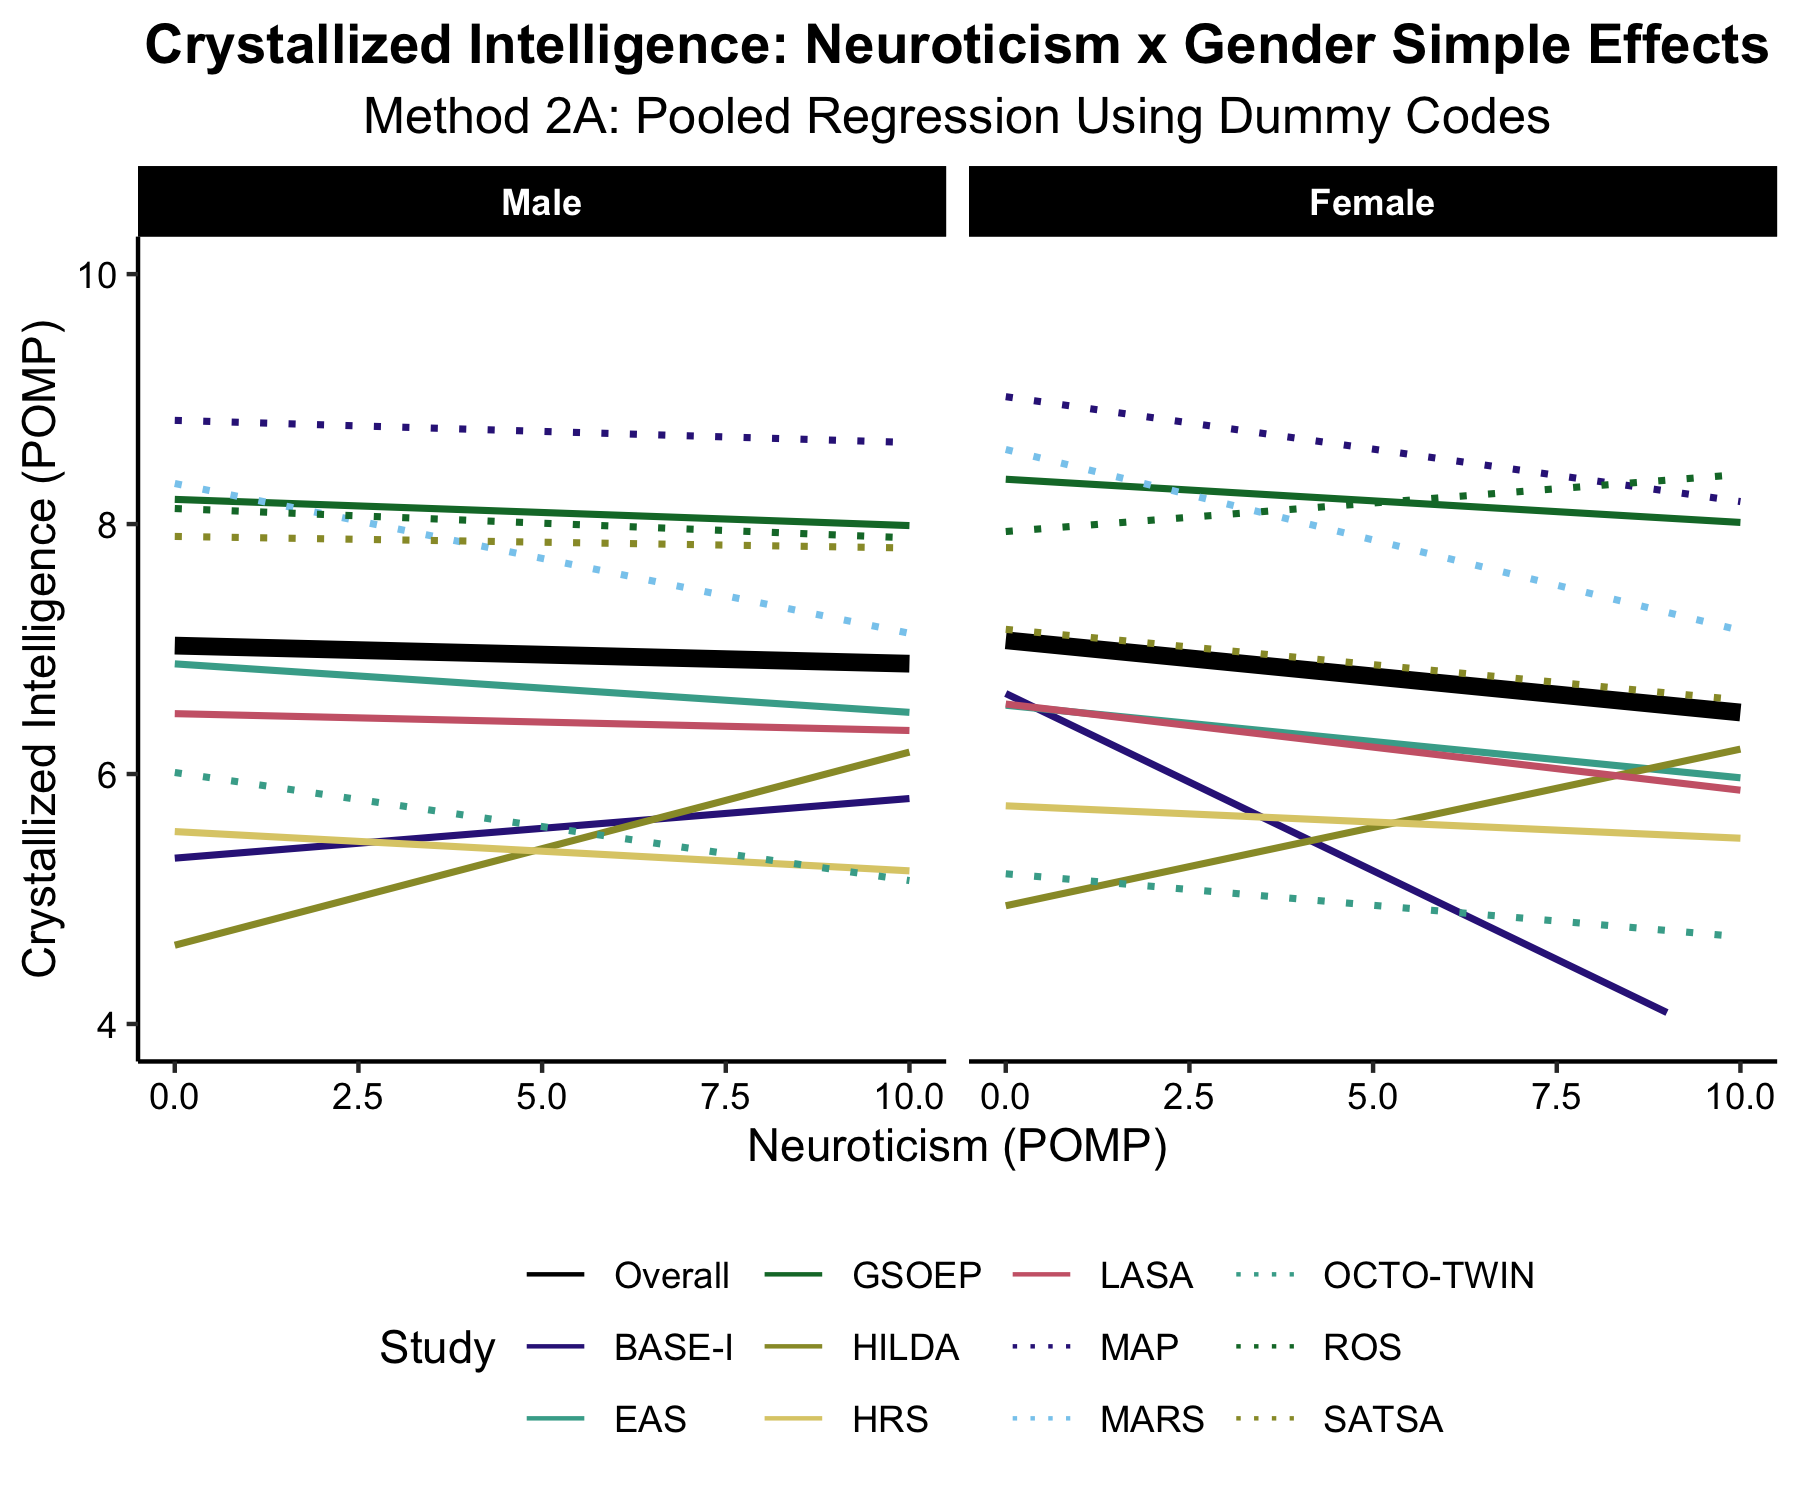 Crystallized Intelligence: Neuroticism x Gender Simple Effects
Method 2A: Pooled Regression Using Dummy Codes
Male
Female
Crystallized Intelligence (POMP)
10
8
6
4
0.0 2.5 5.0 7.5 10.0
0.0 2.5 5.0 7.5 10.0
Neuroticism (POMP)
Study
Overall GSOEP LASA OCTO-TWIN
BASE-I HILDA MAP ROS
EAS HRS MARS SATSA